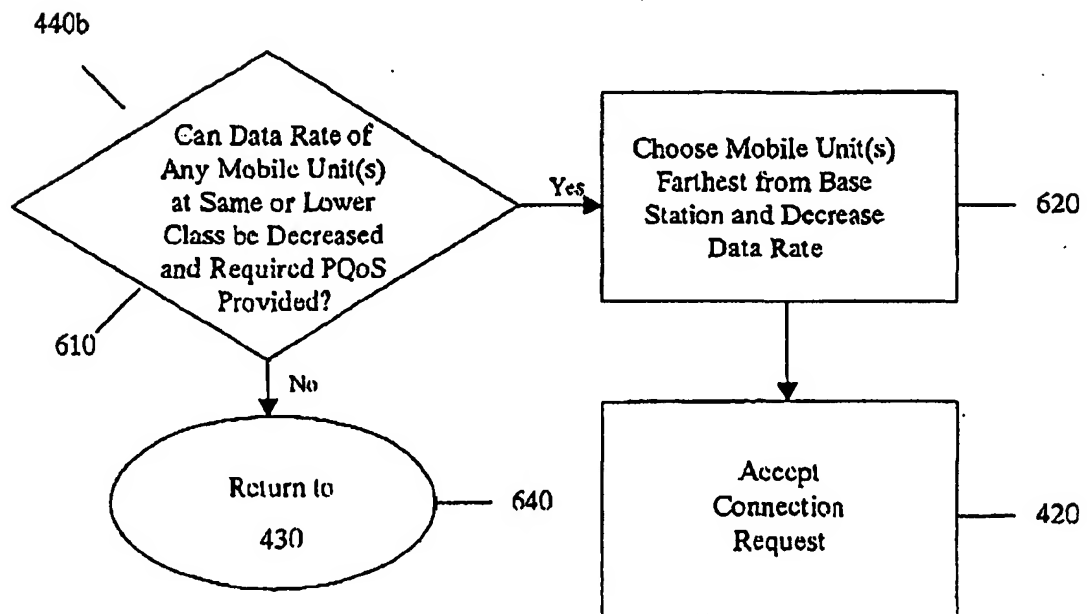 440b
Can Data Rate of
Any Mobile Unit(s)
at Same or Lower
Class be Decreased
and Required PQoS
Provided?
610
Yes
Choose Mobile Unit(s)
Farthest from Base
Station and Decrease
Data Rate
620
No
Return to
430
640
Accept
Connection
Request
420